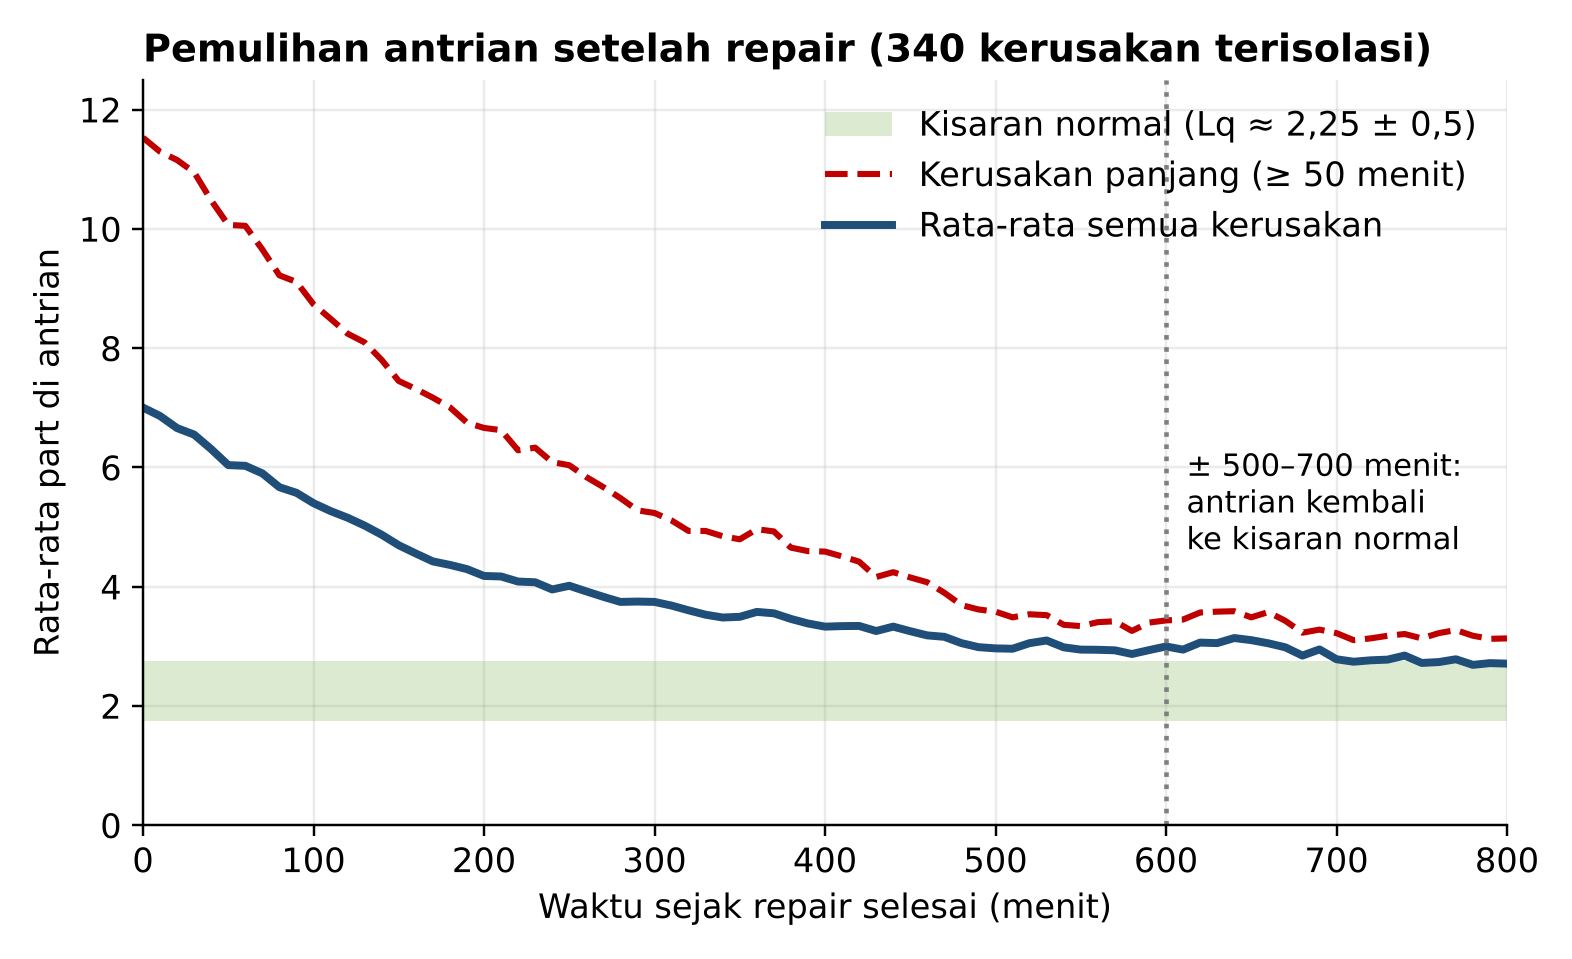 Pemulihan antrian setelah repair (340 kerusakan terisolasi)
Kisaran normal (Lq ≈ 2,25 ± 0,5)
Kerusakan panjang (≥ 50 menit)
Rata-rata semua kerusakan
± 500–700 menit:
antrian kembali
ke kisaran normal
Rata-rata part di antrian
12
10
8
6
4
2
0
0 100 200 300 400 500 600 700 800
Waktu sejak repair selesai (menit)